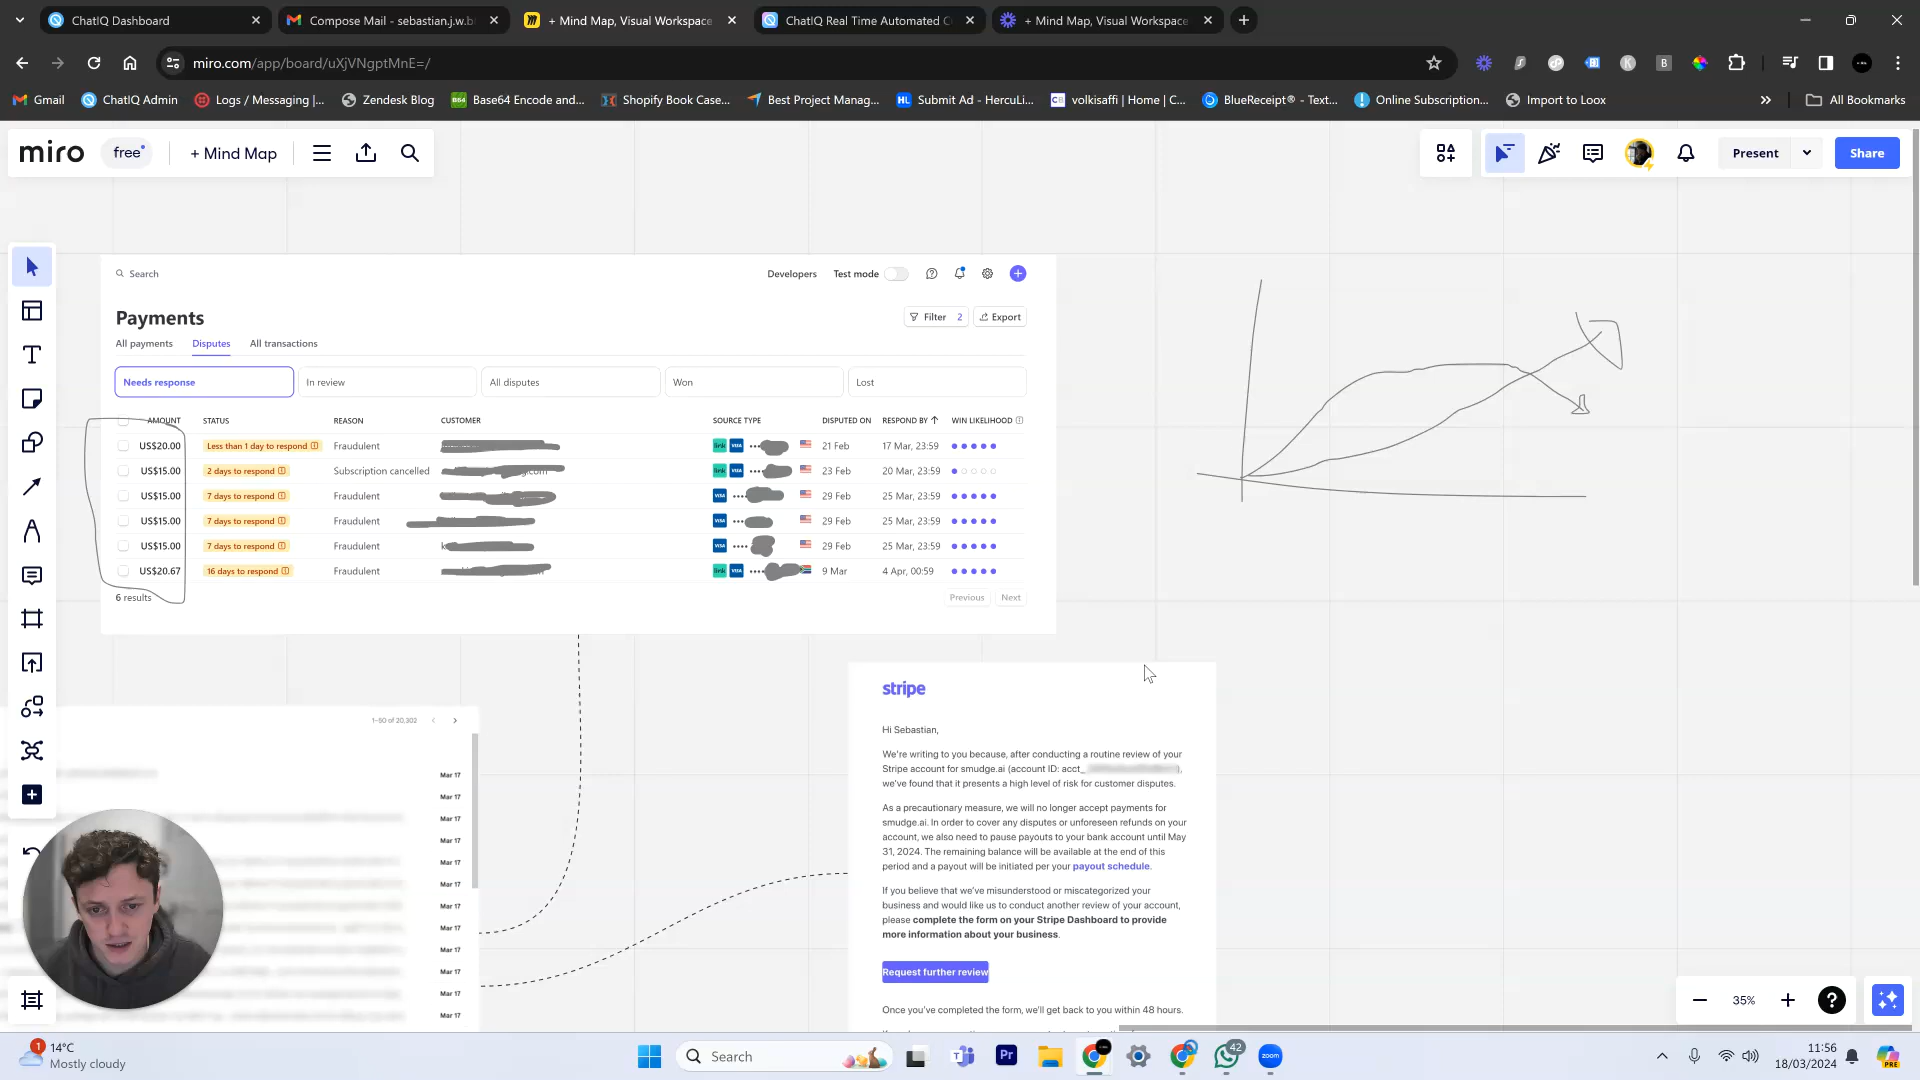 ChatIQ Dashboard
Compose Mail - sebastian.j.w.b
+ Mind Map, Visual Workspace
ChatIQ Real Time Automated C
+ Mind Map, Visual Workspace
miro.com/app/board/uXjVNgptMnE=/
Gmail
ChatIQ Admin
Logs / Messaging |...
Zendesk Blog
Base64 Encode and...
Shopify Book Case...
Best Project Manag...
Submit Ad - HercuLi...
volkisaffi | Home | C...
BlueReceipt® - Text...
Online Subscription...
Import to Loox
All Bookmarks
miro
free
+ Mind Map
Present
Share
Search
Developers
Test mode
Payments
Filter 2
Export
All payments
Disputes
All transactions
Needs response
In review
All disputes
Won
Lost
AMOUNT STATUS REASON CUSTOMER SOURCE TYPE DISPUTED ON RESPOND BY WIN LIKELIHOOD
US$20.00 Less than 1 day to respond Fraudulent link VISA 21 Feb 17 Mar, 23:59
US$15.00 2 days to respond Subscription cancelled link VISA 23 Feb 20 Mar, 23:59
US$15.00 7 days to respond Fraudulent VISA 29 Feb 25 Mar, 23:59
US$15.00 7 days to respond Fraudulent VISA 29 Feb 25 Mar, 23:59
US$15.00 7 days to respond Fraudulent VISA 29 Feb 25 Mar, 23:59
US$20.67 16 days to respond Fraudulent link VISA 9 Mar 4 Apr, 00:59
6 results
Previous
Next
1-50 of 20,302
Mar 17
Mar 17
Mar 17
Mar 17
Mar 17
Mar 17
Mar 17
Mar 17
Mar 17
Mar 17
Mar 17
Mar 17
stripe
Hi Sebastian,
We're writing to you because, after conducting a routine review of your
Stripe account for smudge.ai (account ID: acct_
we've found that it presents a high level of risk for customer disputes.
As a precautionary measure, we will no longer accept payments for
smudge.ai. In order to cover any disputes or unforeseen refunds on your
account, we also need to pause payouts to your bank account until May
31, 2024. The remaining balance will be available at the end of this
period and a payout will be initiated per your payout schedule.
If you believe that we've misunderstood or miscategorized your
business and would like us to conduct another review of your account,
please complete the form on your Stripe Dashboard to provide
more information about your business.
Request further review
Once you've completed the form, we'll get back to you within 48 hours.
35%
1
14°C
Mostly cloudy
Search
Pr
42
zoom
11:56
18/03/2024
PRE